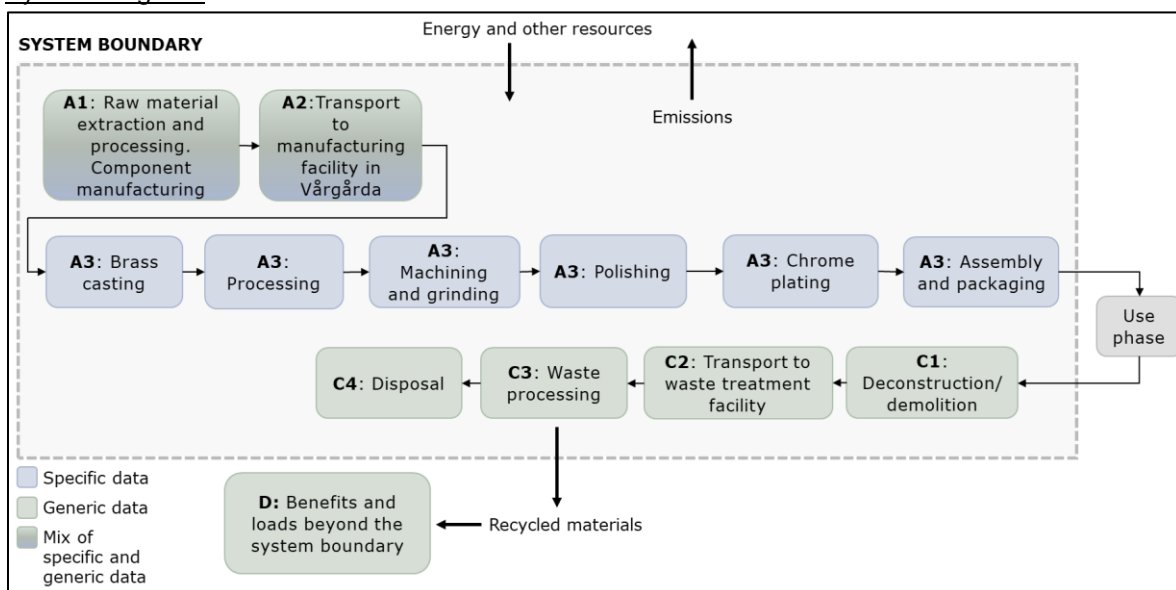 Energy and other resources
SYSTEM BOUNDARY
Emissions
A1: Raw material
extraction and
processing.
Component
manufacturing
A2:Transport
to
manufacturing
facility in
Vårgårda
A3: Brass
casting
A3:
Processing
A3:
Machining
and grinding
A3: Polishing
A3: Chrome
plating
A3: Assembly
and packaging
Use
phase
C1:
Deconstruction/
demolition
C2: Transport to
waste treatment
facility
C3: Waste
processing
C4: Disposal
Specific data
Generic data
Mix of
specific and
generic data
D: Benefits and
loads beyond the
system boundary
Recycled materials